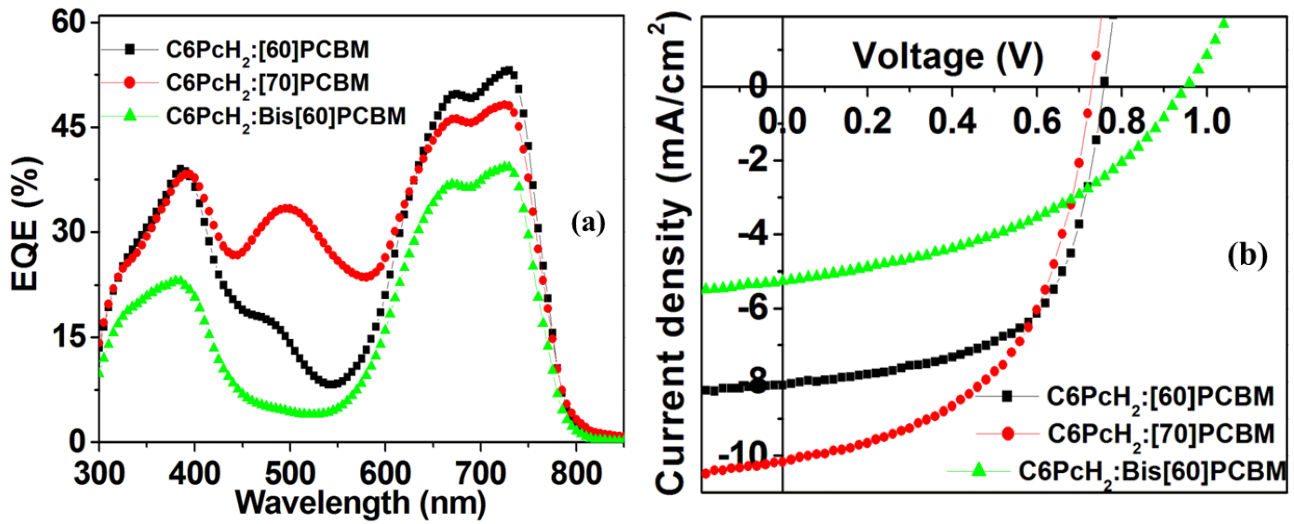 60
45
30
15
0
EQE (%)
C6PcH₂:[60]PCBM
C6PcH₂:[70]PCBM
C6PcH₂:Bis[60]PCBM
(a)
300 400 500 600 700 800
Wavelength (nm)
Voltage (V)
0
0.0 0.2 0.4 0.6 0.8 1.0
-2
-4
-6
-8
-10
Current density (mA/cm²)
(b)
C6PcH₂:[60]PCBM
C6PcH₂:[70]PCBM
C6PcH₂:Bis[60]PCBM